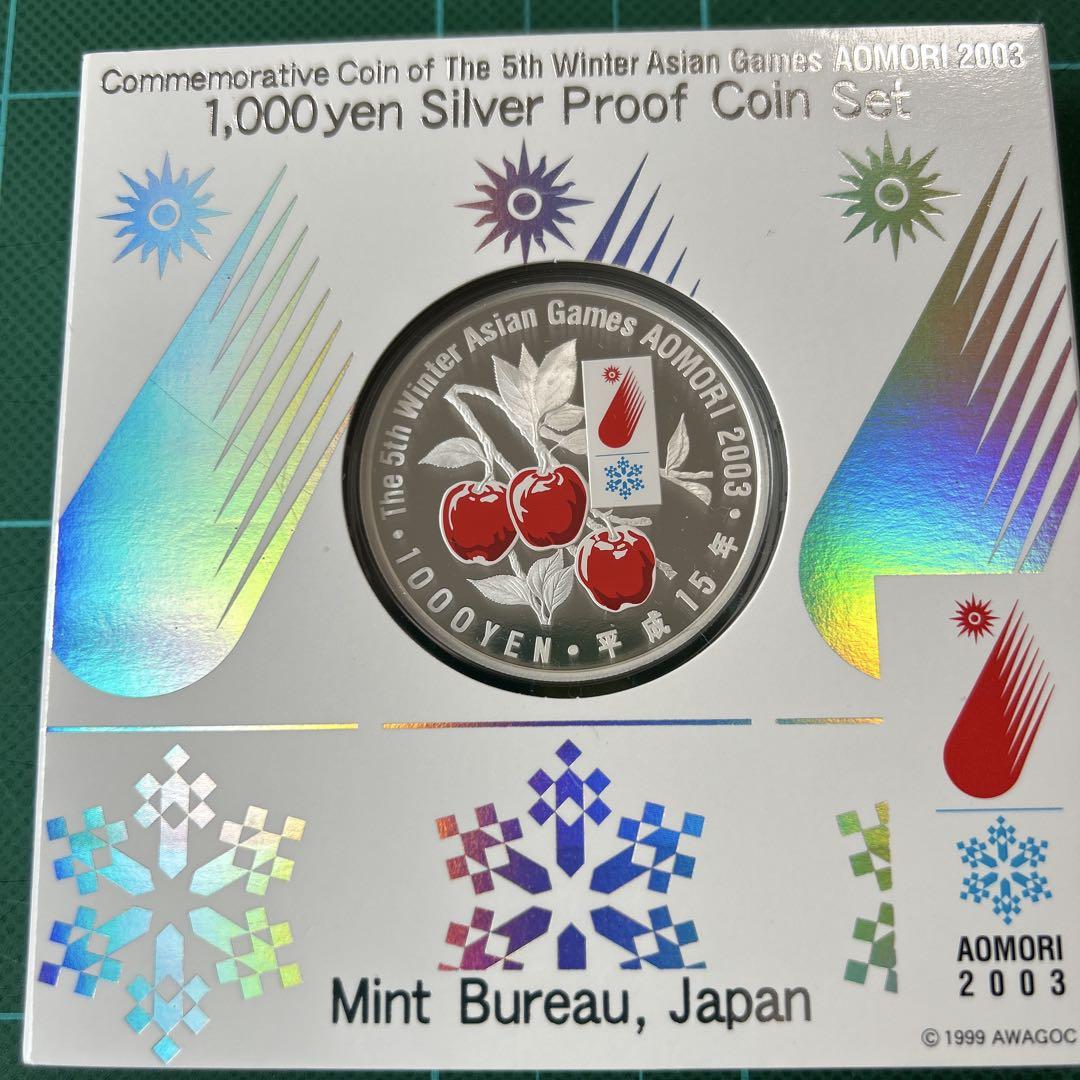 Commemorative Coin of The 5th Winter Asian Games AOMORI 2003
1,000yen Silver Proof Coin Set
The 5th Winter Asian Games AOMORI 2003
・1000YEN・平成15年・
AOMORI
2003
Mint Bureau, Japan
© 1999 AWAGOC